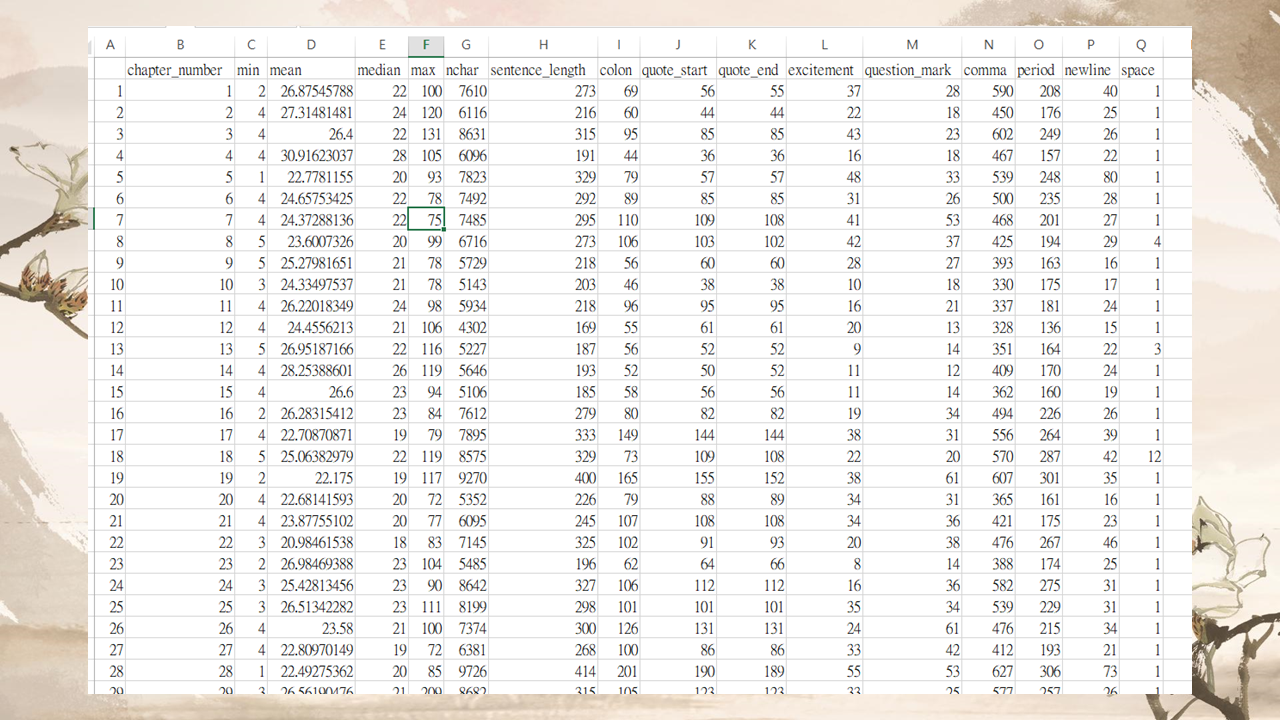 A B C D E F G H I J K L M N O P Q
chapter_number min mean median max nchar sentence_length colon quote_start quote_end excitement question_mark comma period newline space
1 1 2 26.87545788 22 100 7610 273 69 56 55 37 28 590 208 40 1
2 2 4 27.31481481 24 120 6116 216 60 44 44 22 18 450 176 25 1
3 3 4 26.4 22 131 8631 315 95 85 85 43 23 602 249 26 1
4 4 4 30.91623037 28 105 6096 191 44 36 36 16 18 467 157 22 1
5 5 1 22.7781155 20 93 7823 329 79 57 57 48 33 539 248 80 1
6 6 4 24.65753425 22 78 7492 292 89 85 85 31 26 500 235 28 1
7 7 4 24.37288136 22 75 7485 295 110 109 108 41 53 468 201 27 1
8 8 5 23.6007326 20 99 6716 273 106 103 102 42 37 425 194 29 4
9 9 5 25.27981651 21 78 5729 218 56 60 60 28 27 393 163 16 1
10 10 3 24.33497537 21 78 5143 203 46 38 38 10 18 330 175 17 1
11 11 4 26.22018349 24 98 5934 218 96 95 95 16 21 337 181 24 1
12 12 4 24.4556213 21 106 4302 169 55 61 61 20 13 328 136 15 1
13 13 5 26.95187166 22 116 5227 187 56 52 52 9 14 351 164 22 3
14 14 4 28.25388601 26 119 5646 193 52 50 52 11 12 409 170 24 1
15 15 4 26.6 23 94 5106 185 58 56 56 11 14 362 160 19 1
16 16 2 26.28315412 23 84 7612 279 80 82 82 19 34 494 226 26 1
17 17 4 22.70870871 19 79 7895 333 149 144 144 38 31 556 264 39 1
18 18 5 25.06382979 22 119 8575 329 73 109 108 22 20 570 287 42 12
19 19 2 22.175 19 117 9270 400 165 155 152 38 61 607 301 35 1
20 20 4 22.68141593 20 72 5352 226 79 88 89 34 31 365 161 16 1
21 21 4 23.87755102 20 77 6095 245 107 108 108 34 36 421 175 23 1
22 22 3 20.98461538 18 83 7145 325 102 91 93 20 38 476 267 46 1
23 23 2 26.98469388 23 104 5485 196 62 64 66 8 14 388 174 25 1
24 24 3 25.42813456 23 90 8642 327 106 112 112 16 36 582 275 31 1
25 25 3 26.51342282 23 111 8199 298 101 101 101 35 34 539 229 31 1
26 26 4 23.58 21 100 7374 300 126 131 131 24 61 476 215 34 1
27 27 4 22.80970149 19 72 6381 268 100 86 86 33 42 412 193 21 1
28 28 1 22.49275362 20 85 9726 414 201 190 189 55 53 627 306 73 1
29 29 3 26.56190476 21 209 8682 315 105 123 123 33 25 577 257 26 1